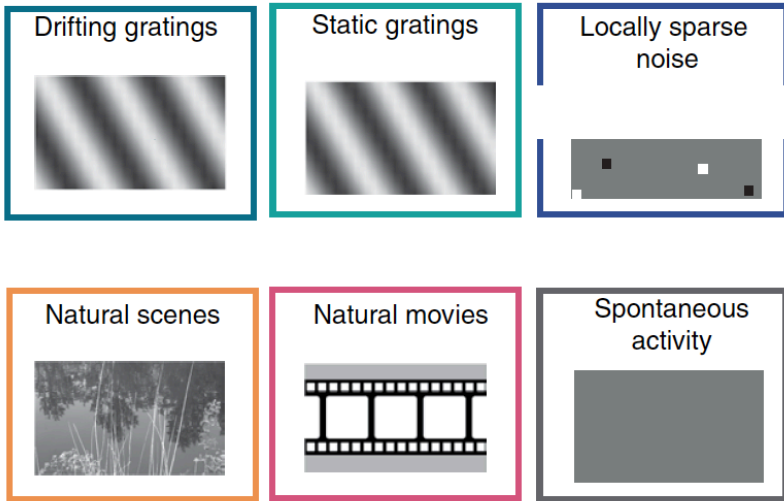 Drifting gratings
Static gratings
Locally sparse
noise
Natural scenes
Natural movies
Spontaneous
activity